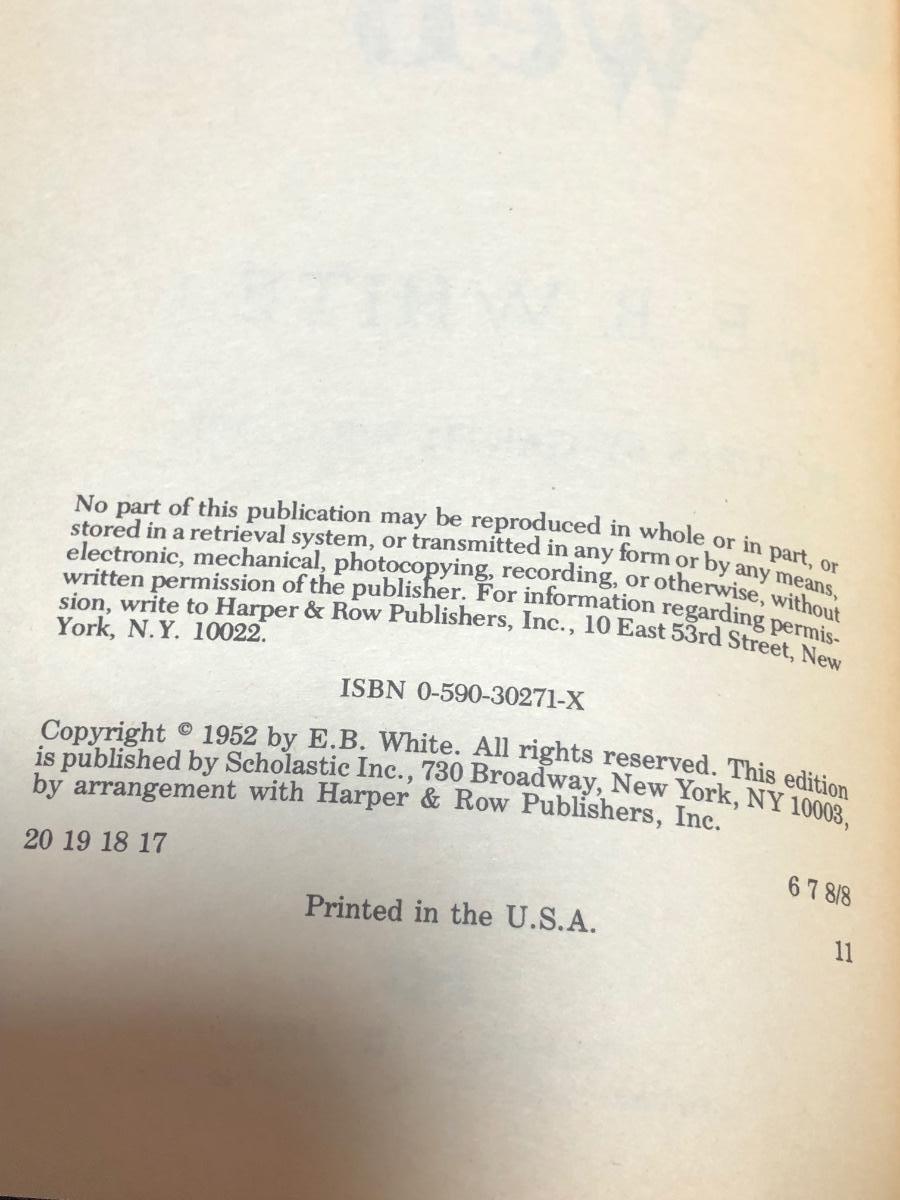 Web
E. B. WHITE
No part of this publication may be reproduced in whole or in part, or
stored in a retrieval system, or transmitted in any form or by any means,
electronic, mechanical, photocopying, recording, or otherwise, without
written permission of the publisher. For information regarding permis-
sion, write to Harper & Row Publishers, Inc., 10 East 53rd Street, New
York, N.Y. 10022.
ISBN 0-590-30271-X
Copyright © 1952 by E.B. White. All rights reserved. This edition
is published by Scholastic Inc., 730 Broadway, New York, NY 10003,
by arrangement with Harper & Row Publishers, Inc.
20 19 18 17
6 7 8/8
Printed in the U.S.A.
11